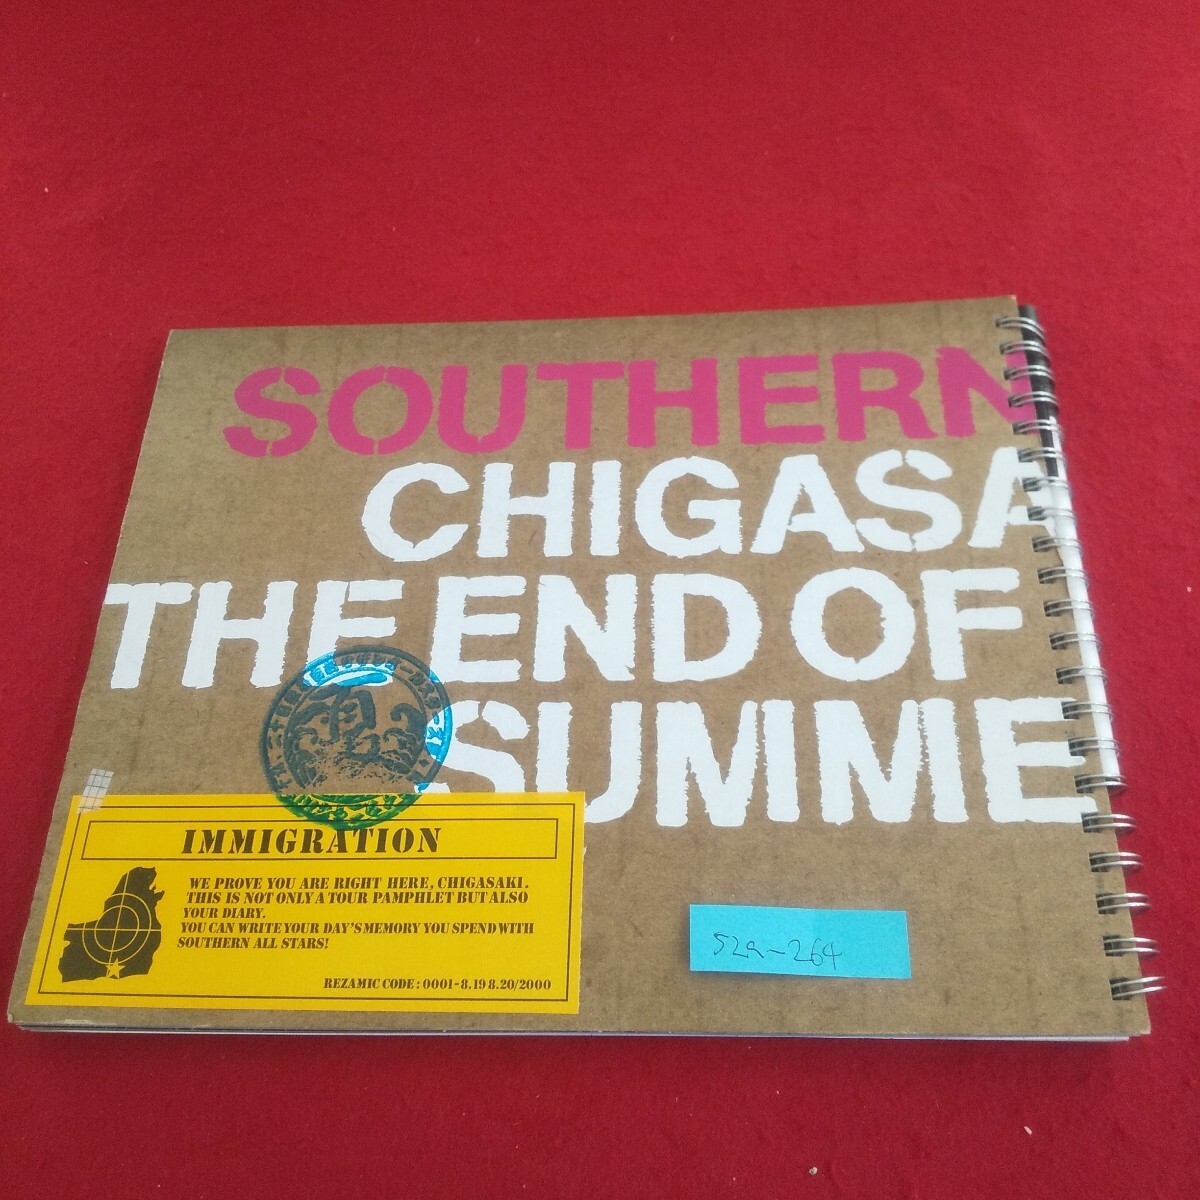 SOUTHERN
CHIGASA
THE END OF
SUMME
IMMIGRATION
WE PROVE YOU ARE RIGHT HERE, CHIGASAKI.
THIS IS NOT ONLY A TOUR PAMPHLET BUT ALSO
YOUR DIARY.
YOU CAN WRITE YOUR DAY'S MEMORY YOU SPEND WITH
SOUTHERN ALL STARS!
REZAMIC CODE : 0001-8.19 8.20/2000
S2a-264